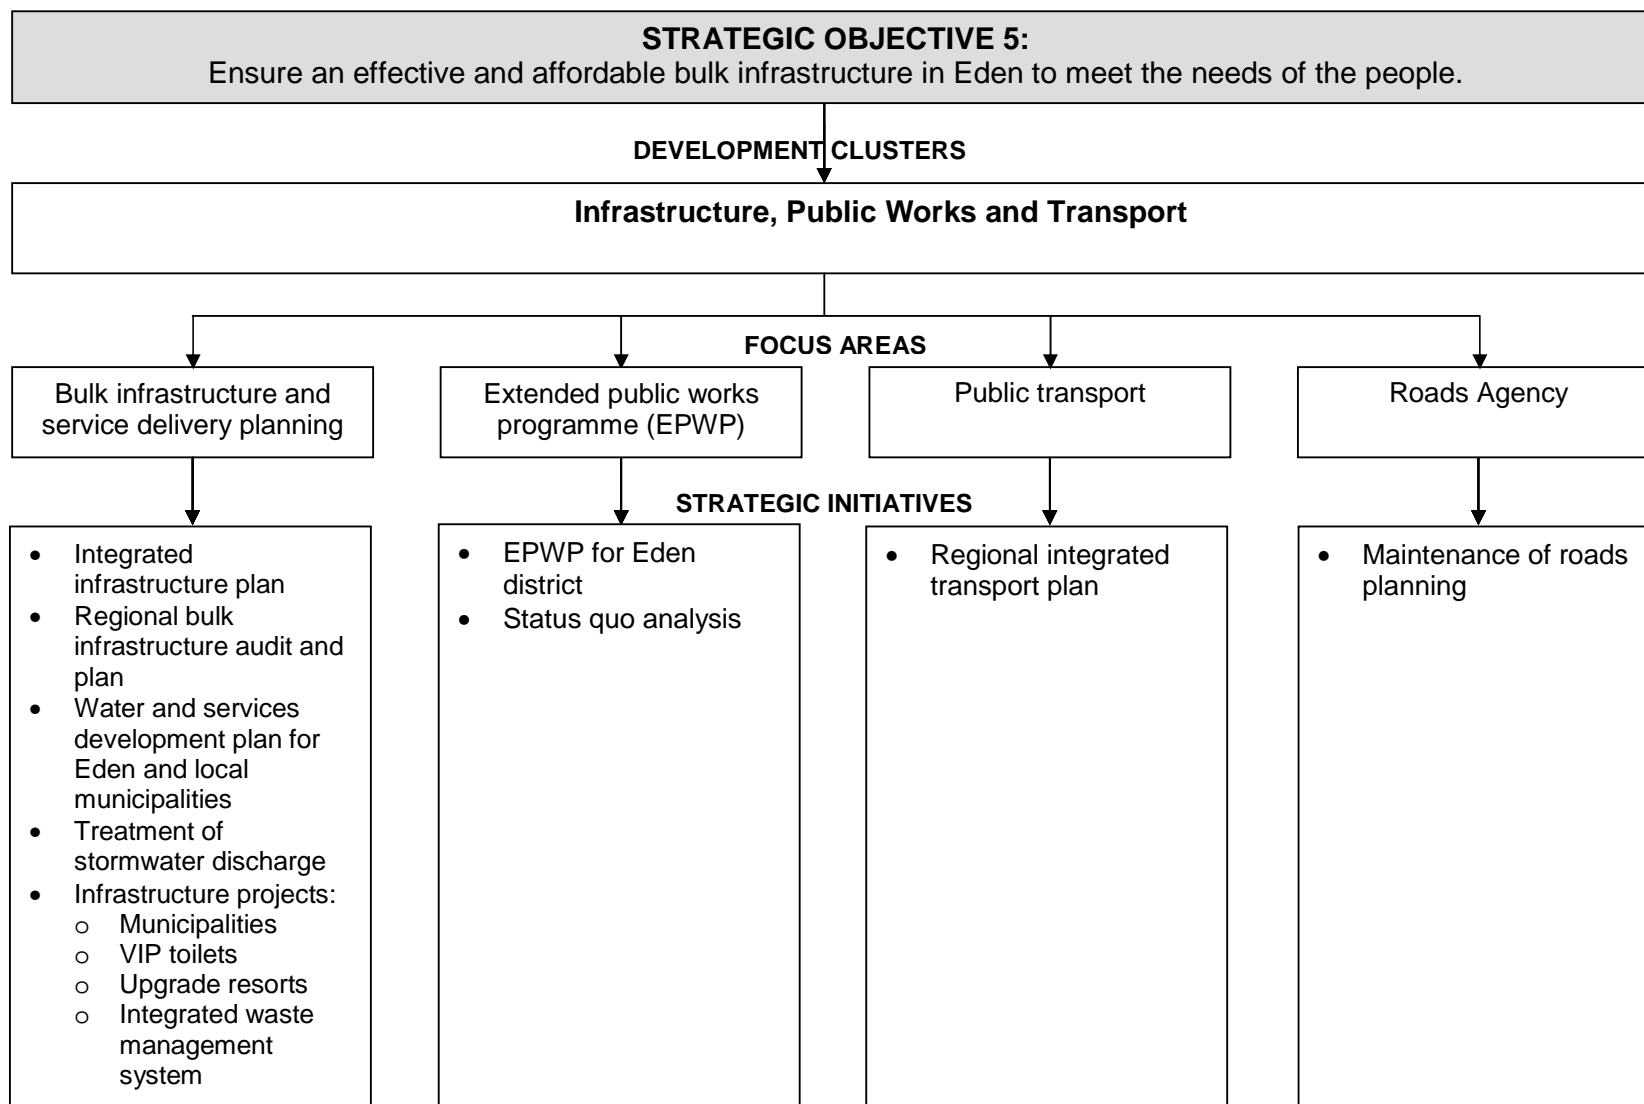 STRATEGIC OBJECTIVE 5:
Ensure an effective and affordable bulk infrastructure in Eden to meet the needs of the people.
DEVELOPMENT CLUSTERS
Infrastructure, Public Works and Transport
FOCUS AREAS
Bulk infrastructure and
service delivery planning
Extended public works
programme (EPWP)
Public transport
Roads Agency
STRATEGIC INITIATIVES
• Integrated
infrastructure plan
• Regional bulk
infrastructure audit and
plan
• Water and services
development plan for
Eden and local
municipalities
• Treatment of
stormwater discharge
• Infrastructure projects:
o Municipalities
o VIP toilets
o Upgrade resorts
o Integrated waste
management
system
• EPWP for Eden
district
• Status quo analysis
• Regional integrated
transport plan
• Maintenance of roads
planning